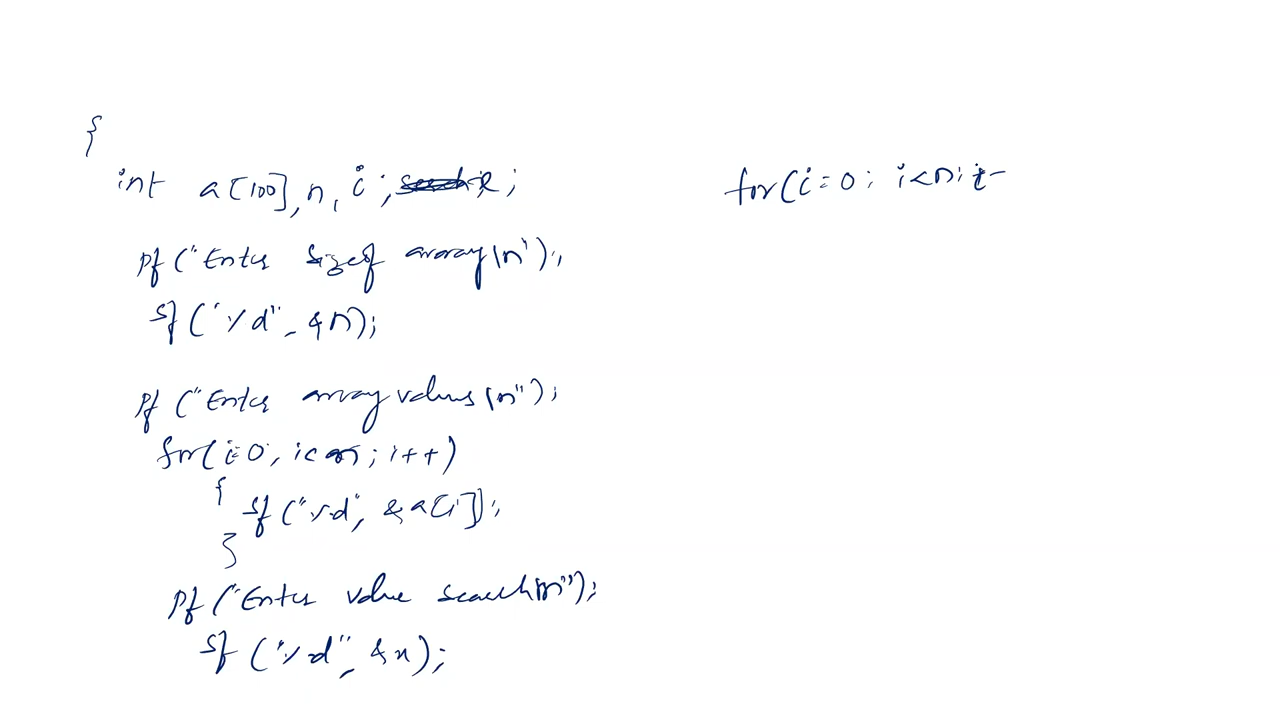 {
int a[100], n, i ; x ;
pf ("Enter size of array\n");
sf ("%d", &n);
pf ("Enter array values\n");
for(i=0, i<n; i++)
{ sf ("%d", &a[i]);
}
pf ("Enter value search\n");
sf ("%d", &x);
for(i=0; i<n; i